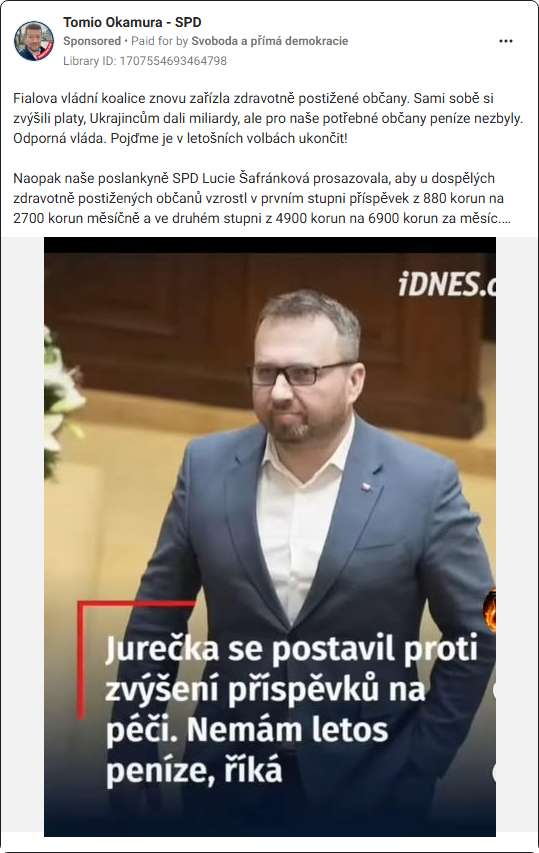 Tomio Okamura - SPD
Sponsored • Paid for by Svoboda a přímá demokracie
Library ID: 1707554693464798
Fialova vládní koalice znovu zařízla zdravotně postižené občany. Sami sobě si
zvýšili platy, Ukrajincům dali miliardy, ale pro naše potřebné občany peníze nezbyly.
Odporná vláda. Pojďme je v letošních volbách ukončit!
Naopak naše poslankyně SPD Lucie Šafránková prosazovala, aby u dospělých
zdravotně postižených občanů vzrostl v prvním stupni příspěvek z 880 korun na
2700 korun měsíčně a ve druhém stupni z 4900 korun na 6900 korun za měsíc....
iDNES.c
Jurečka se postavil proti
zvýšení příspěvků na
péči. Nemám letos
peníze, říká